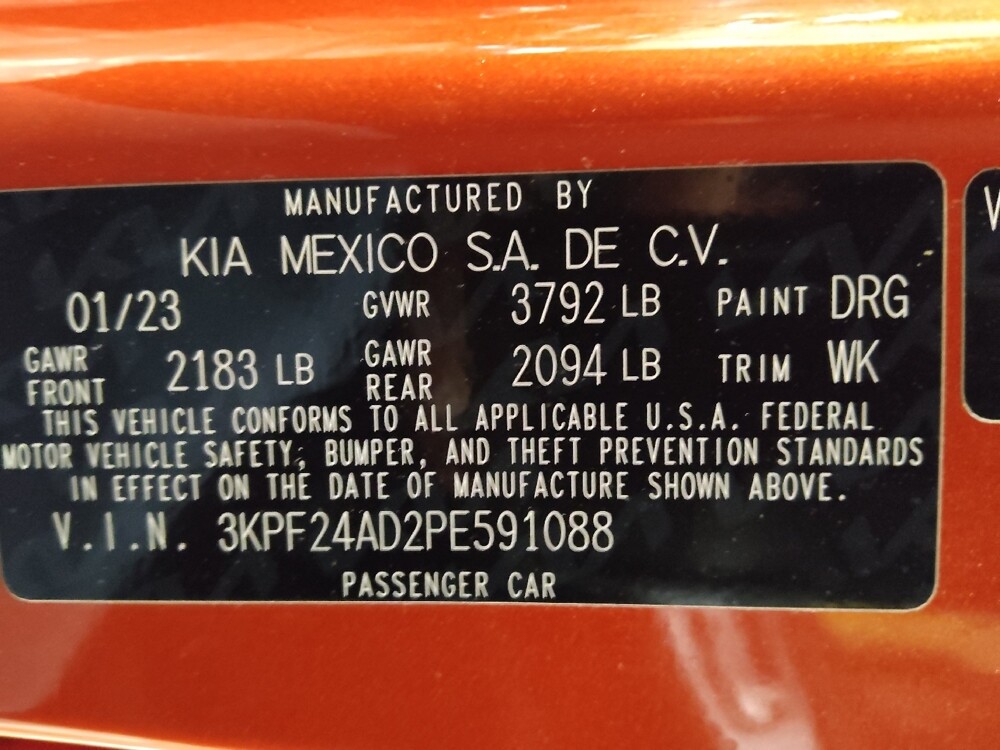 MANUFACTURED BY
KIA MEXICO S.A. DE C.V.
01/23 GVWR 3792 LB PAINT DRG
GAWR FRONT 2183 LB GAWR REAR 2094 LB TRIM WK
THIS VEHICLE CONFORMS TO ALL APPLICABLE U.S.A. FEDERAL
MOTOR VEHICLE SAFETY, BUMPER, AND THEFT PREVENTION STANDARDS
IN EFFECT ON THE DATE OF MANUFACTURE SHOWN ABOVE.
V.I.N. 3KPF24AD2PE591088
PASSENGER CAR